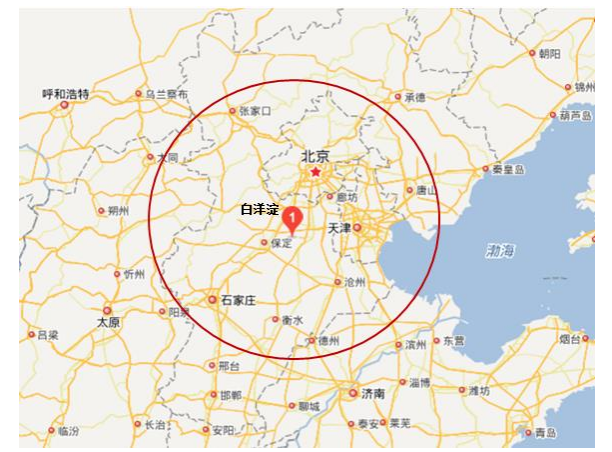 朝阳
锦州
呼和浩特
乌兰察布
承德
张家口
葫芦岛
北京
大同
秦皇岛
唐山
廊坊
白洋淀
1
朔州
天津
保定
渤海
忻州
沧州
石家庄
阳泉
太原
衡水
吕梁
德州
滨州
东营
烟台
邢台
淄博
潍坊
邯郸
济南
聊城
临汾
长治
安阳
泰安
莱芜
青岛